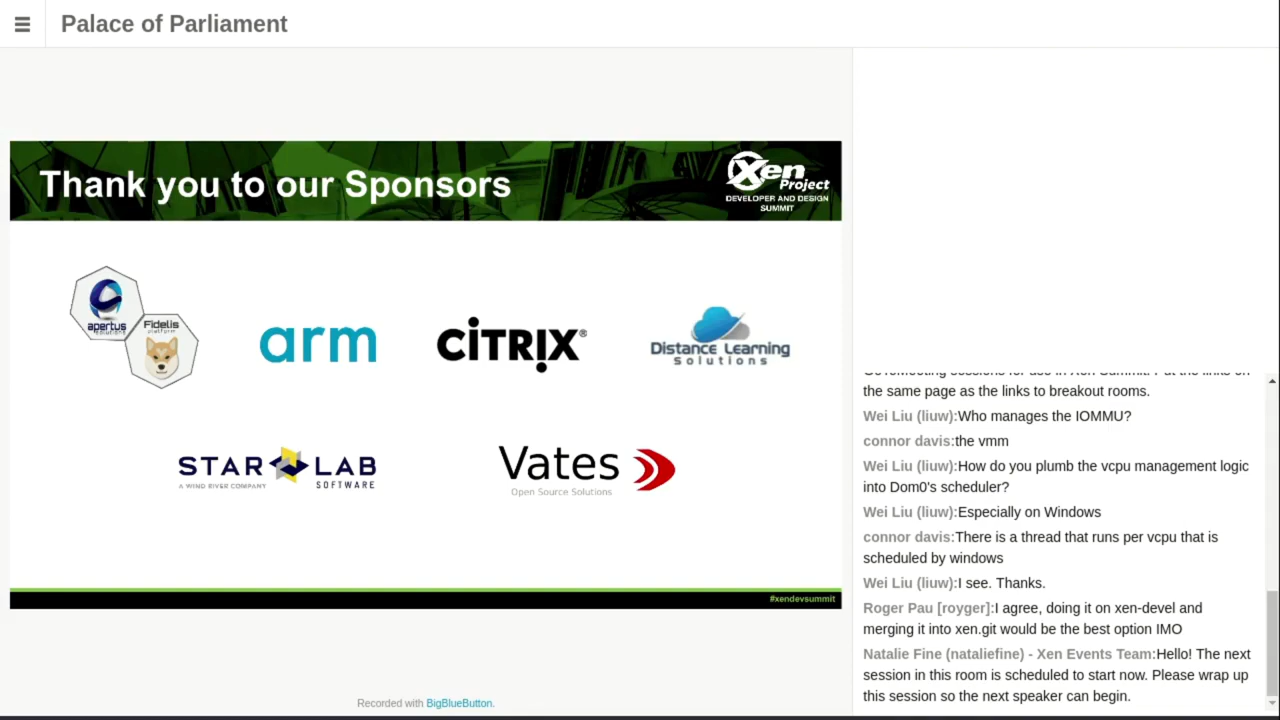 Palace of Parliament
Thank you to our Sponsors
Xen
Project
DEVELOPER AND DESIGN
SUMMIT
apertus
solutions
Fidelis
platform
arm
CiTRIX®
Distance Learning
Solutions
STAR LAB
A WIND RIVER COMPANY SOFTWARE
Vates
Open Source Solutions
#xendevsummit
Recorded with BigBlueButton.
the same page as the links to breakout rooms.
Wei Liu (liuw):Who manages the IOMMU?
connor davis:the vmm
Wei Liu (liuw):How do you plumb the vcpu management logic
into Dom0's scheduler?
Wei Liu (liuw):Especially on Windows
connor davis:There is a thread that runs per vcpu that is
scheduled by windows
Wei Liu (liuw):I see. Thanks.
Roger Pau [royger]:I agree, doing it on xen-devel and
merging it into xen.git would be the best option IMO
Natalie Fine (nataliefine) - Xen Events Team:Hello! The next
session in this room is scheduled to start now. Please wrap up
this session so the next speaker can begin.